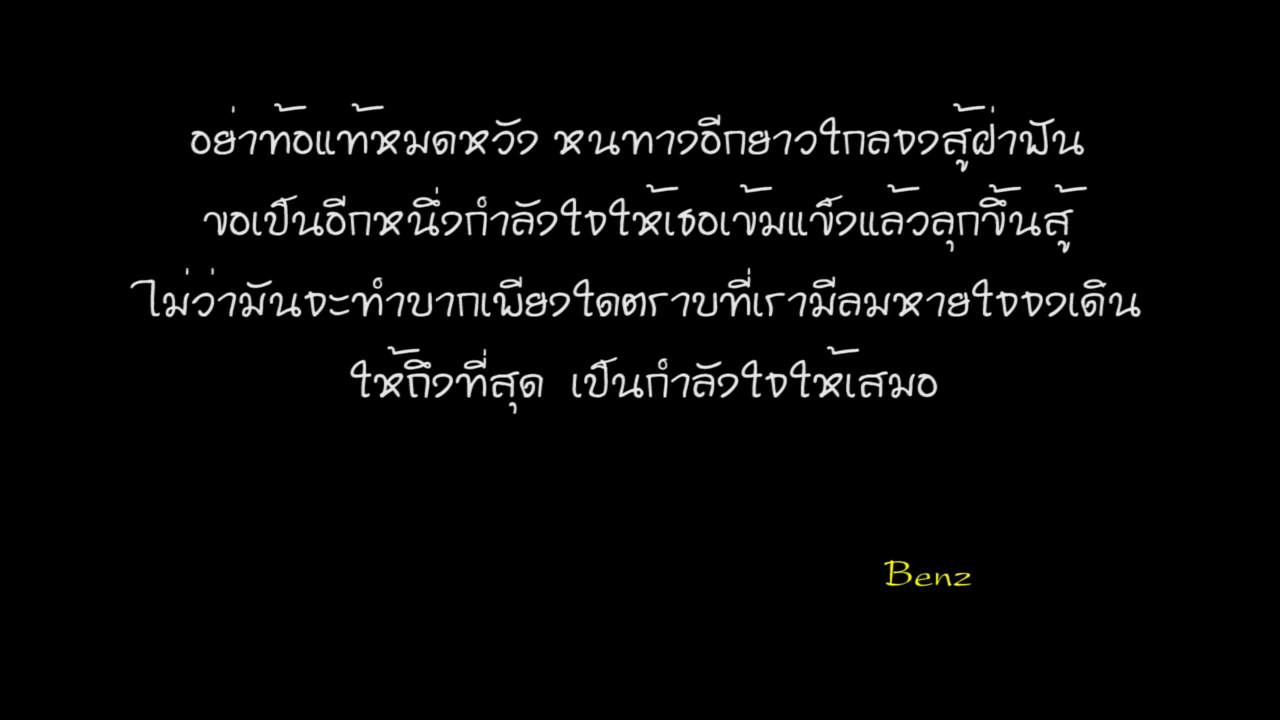 อย่าท้อแท้หมดหวัง หนทางอีกยาวใกลจงสู้ฝ่าฟัน
ขอเป็นอีกหนึ่งกำลังใจให้เธอเข้มแข็งแล้วลุกขึ้นสู้
ไม่ว่ามันจะทำบากเพียงใดตราบที่เรามีลมหายใจจงเดิน
ให้ถึงที่สุด เป็นกำลังใจให้เสมอ
Benz